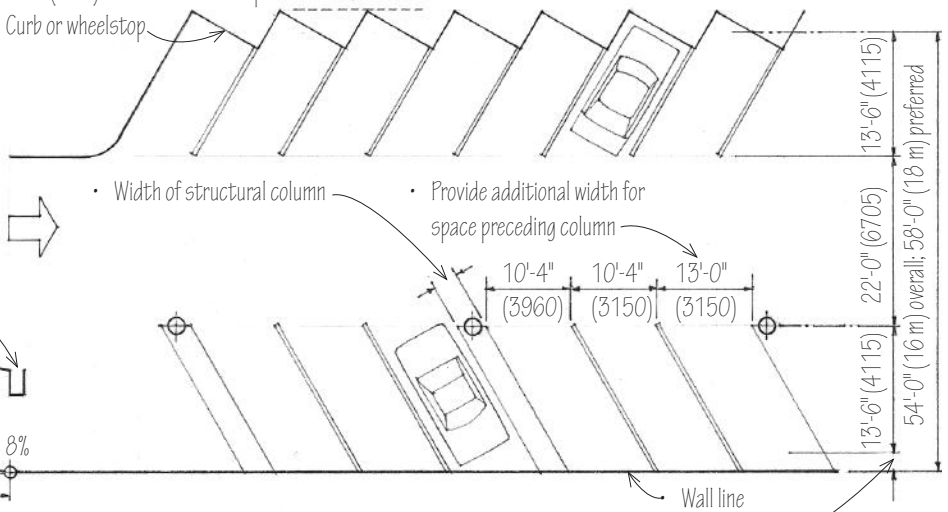 Curb or wheelstop
• Width of structural column
• Provide additional width for
space preceding column
10'-4"
(3960)
10'-4"
(3150)
13'-0"
(3150)
13'-6" (4115)
22'-0" (6705)
13'-6" (4115)
54'-0" (16 m) overall; 58'-0" (18 m) preferred
8%
• Wall line